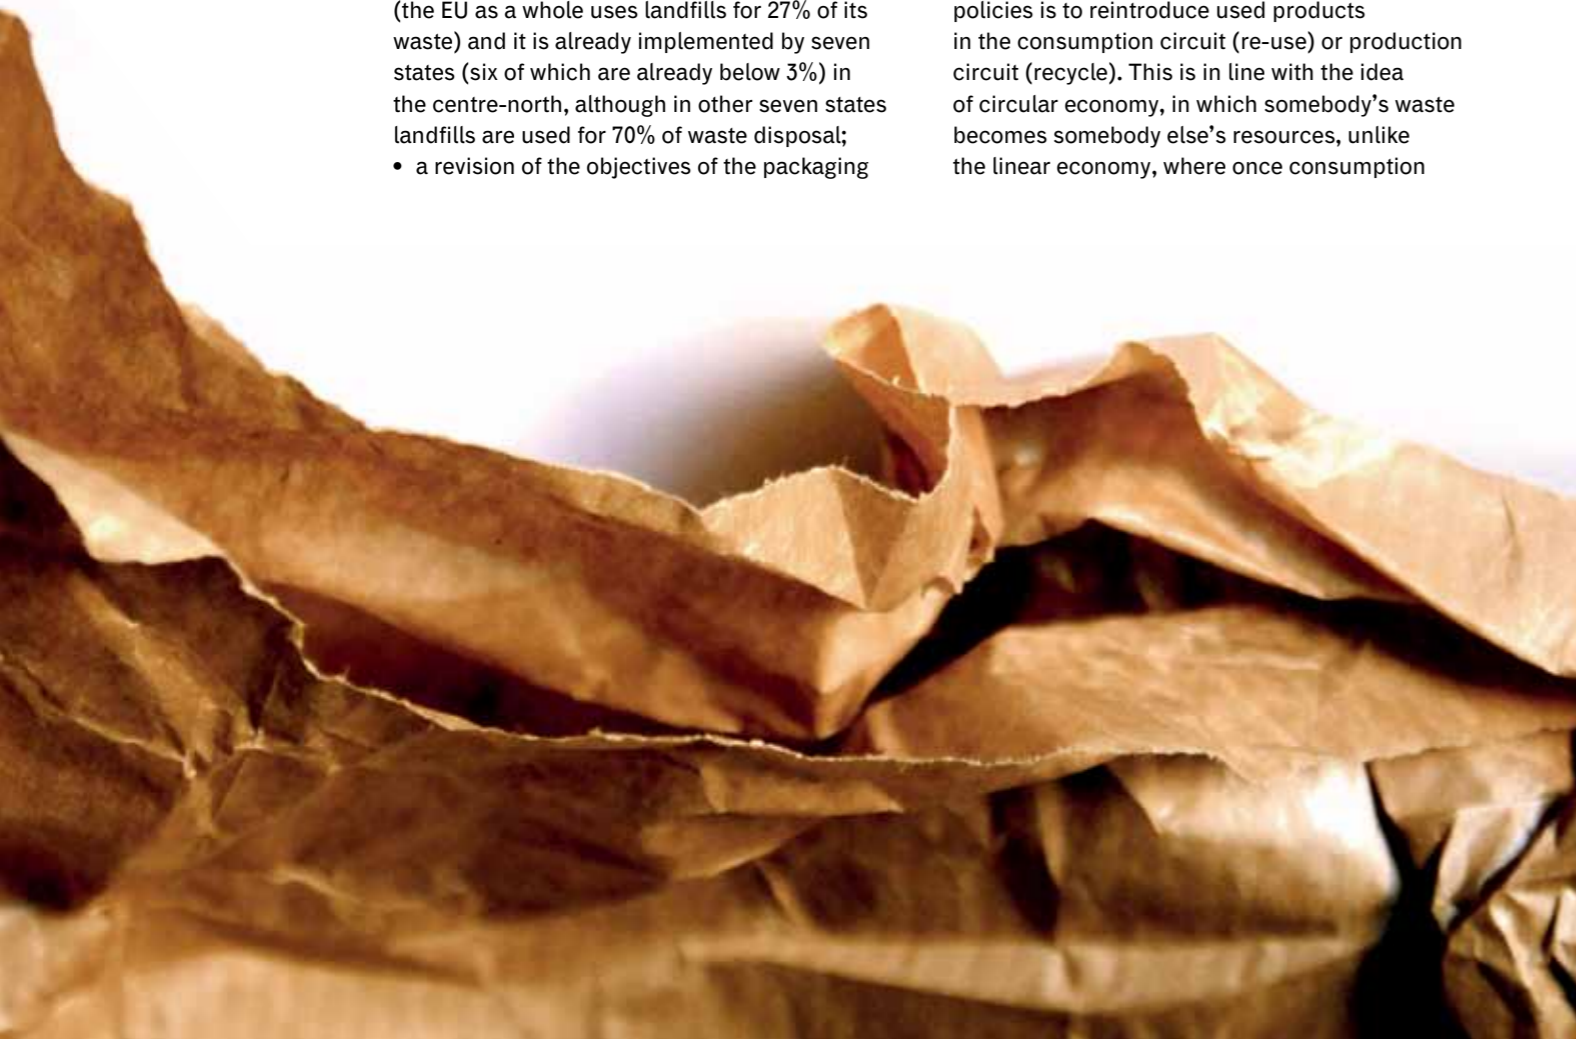 (the EU as a whole uses landfills for 27% of its
waste) and it is already implemented by seven
states (six of which are already below 3%) in
the centre-north, although in other seven states
landfills are used for 70% of waste disposal;
• a revision of the objectives of the packaging
policies is to reintroduce used products
in the consumption circuit (re-use) or production
circuit (recycle). This is in line with the idea
of circular economy, in which somebody’s waste
becomes somebody else’s resources, unlike
the linear economy, where once consumption